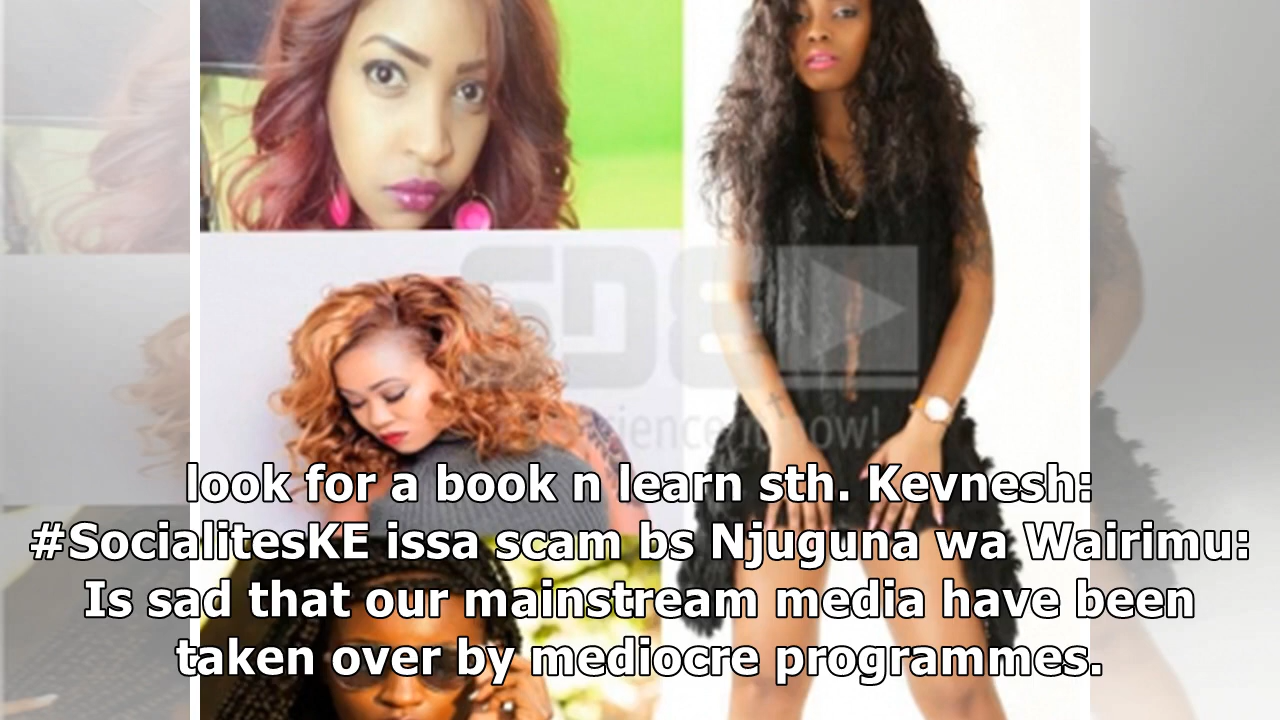 SDE
look for a book n learn sth. Kevnesh:
#SocialitesKE issa scam bs Njuguna wa Wairimu:
Is sad that our mainstream media have been
taken over by mediocre programmes.